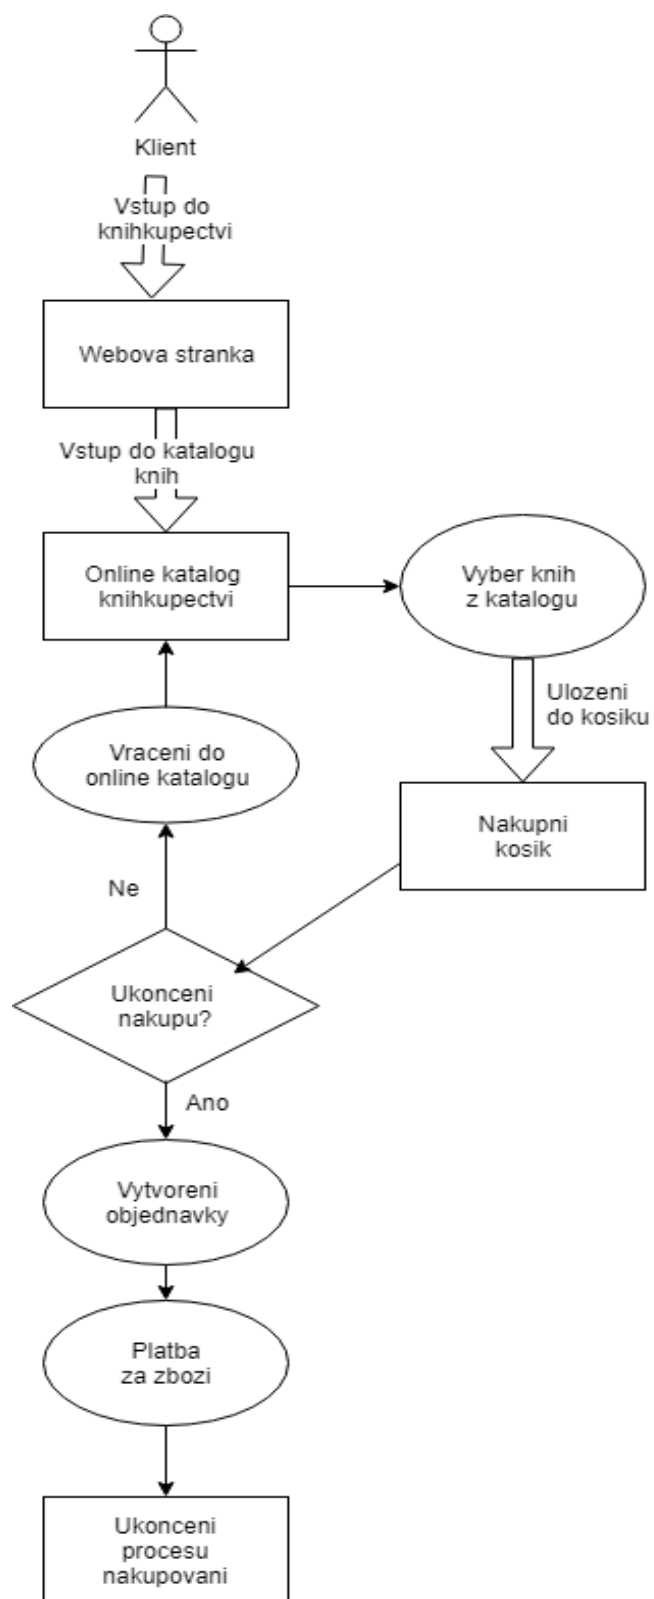 Klient
Vstup do
knihkupectvi
Webova stranka
Vstup do katalogu
knih
Online katalog
knihkupectvi
Vyber knih
z katalogu
Ulozeni
do kosiku
Vraceni do
online katalogu
Nakupni
kosik
Ne
Ukonceni
nakupu?
Ano
Vytvoreni
objednavky
Platba
za zbozi
Ukonceni
procesu
nakupovani